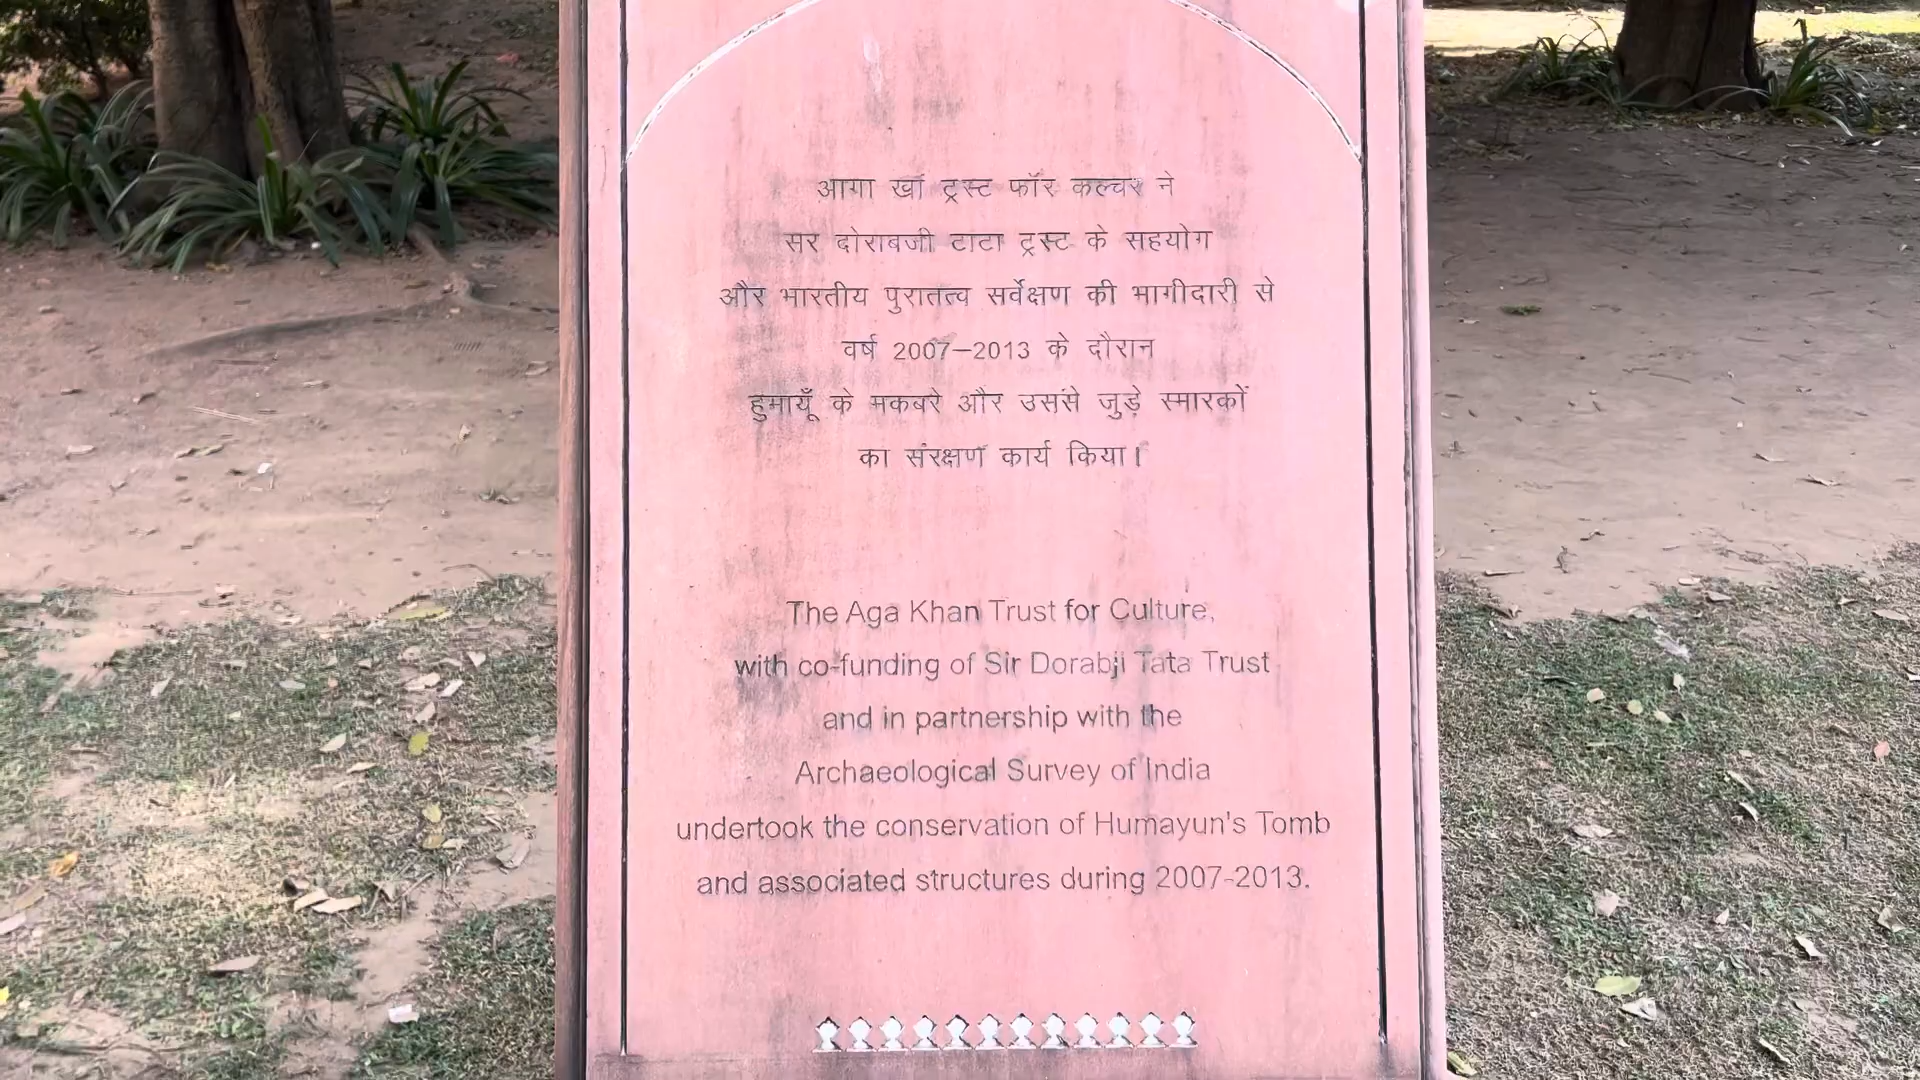 आगा खाँ ट्रस्ट फॉर कल्चर ने
सर दोराबजी टाटा ट्रस्ट के सहयोग
और भारतीय पुरातत्व सर्वेक्षण की भागीदारी से
वर्ष 2007–2013 के दौरान
हुमायूँ के मकबरे और उससे जुड़े स्मारकों
का संरक्षण कार्य किया।
The Aga Khan Trust for Culture,
with co-funding of Sir Dorabji Tata Trust
and in partnership with the
Archaeological Survey of India
undertook the conservation of Humayun's Tomb
and associated structures during 2007-2013.